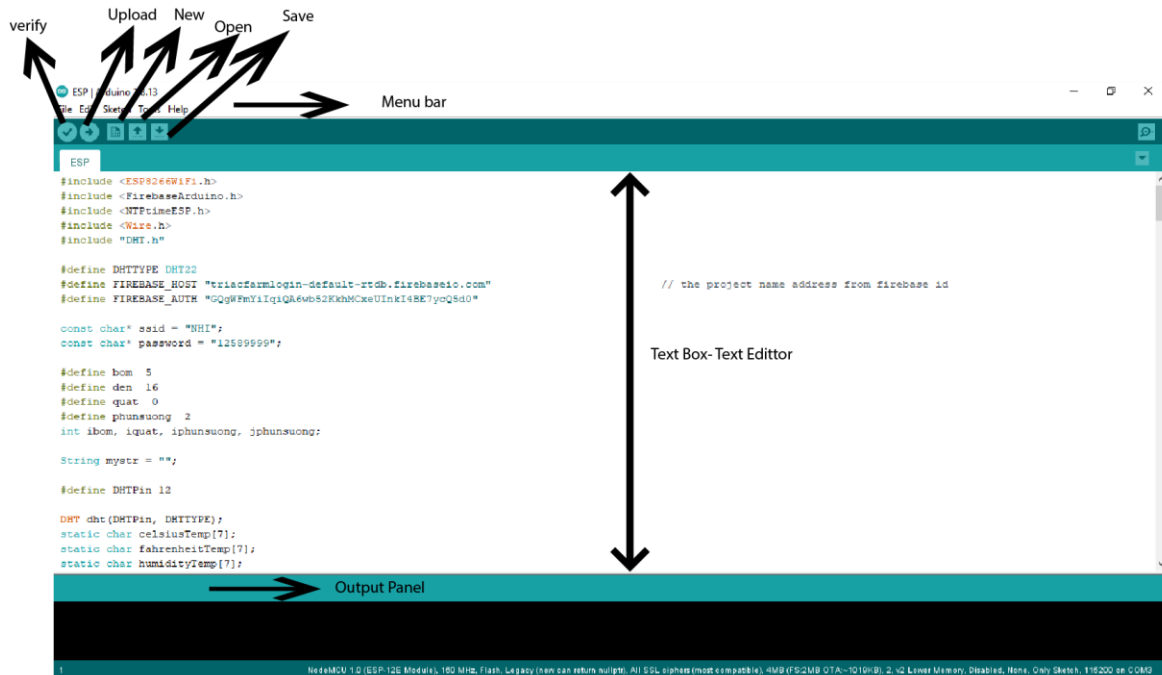 verify
Upload
New
Open
Save
ESP | Arduino 1.8.13
File Edit Sketch Tools Help
Menu bar
ESP
#include <ESP8266WiFi.h>
#include <FirebaseArduino.h>
#include <NTPtimeESP.h>
#include <Wire.h>
#include "DHT.h"
#define DHTTYPE DHT22
#define FIREBASE_HOST "triacfarmlogin-default-rtdb.firebaseio.com" // the project name address from firebase id
#define FIREBASE_AUTH "GQgWFmYiIqiQA6wb52KkhMCxeUInkI4BE7ycQ5d0"
const char* ssid = "NHI";
const char* password = "12589999";
#define bom 5
#define den 16
#define quat 0
#define phunsuong 2
int ibom, iquat, iphunsuong, jphunsuong;
String mystr = "";
#define DHTPin 12
DHT dht(DHTPin, DHTTYPE);
static char celsiusTemp[7];
static char fahrenheitTemp[7];
static char humidityTemp[7];
Text Box- Text Edittor
Output Panel
1
NodeMCU 1.0 (ESP-12E Module), 160 MHz, Flash, Legacy (new can return nullptr), All SSL ciphers (most compatible), 4MB (FS:2MB OTA:~1019KB), 2, v2 Lower Memory, Disabled, None, Only Sketch, 115200 on COM3